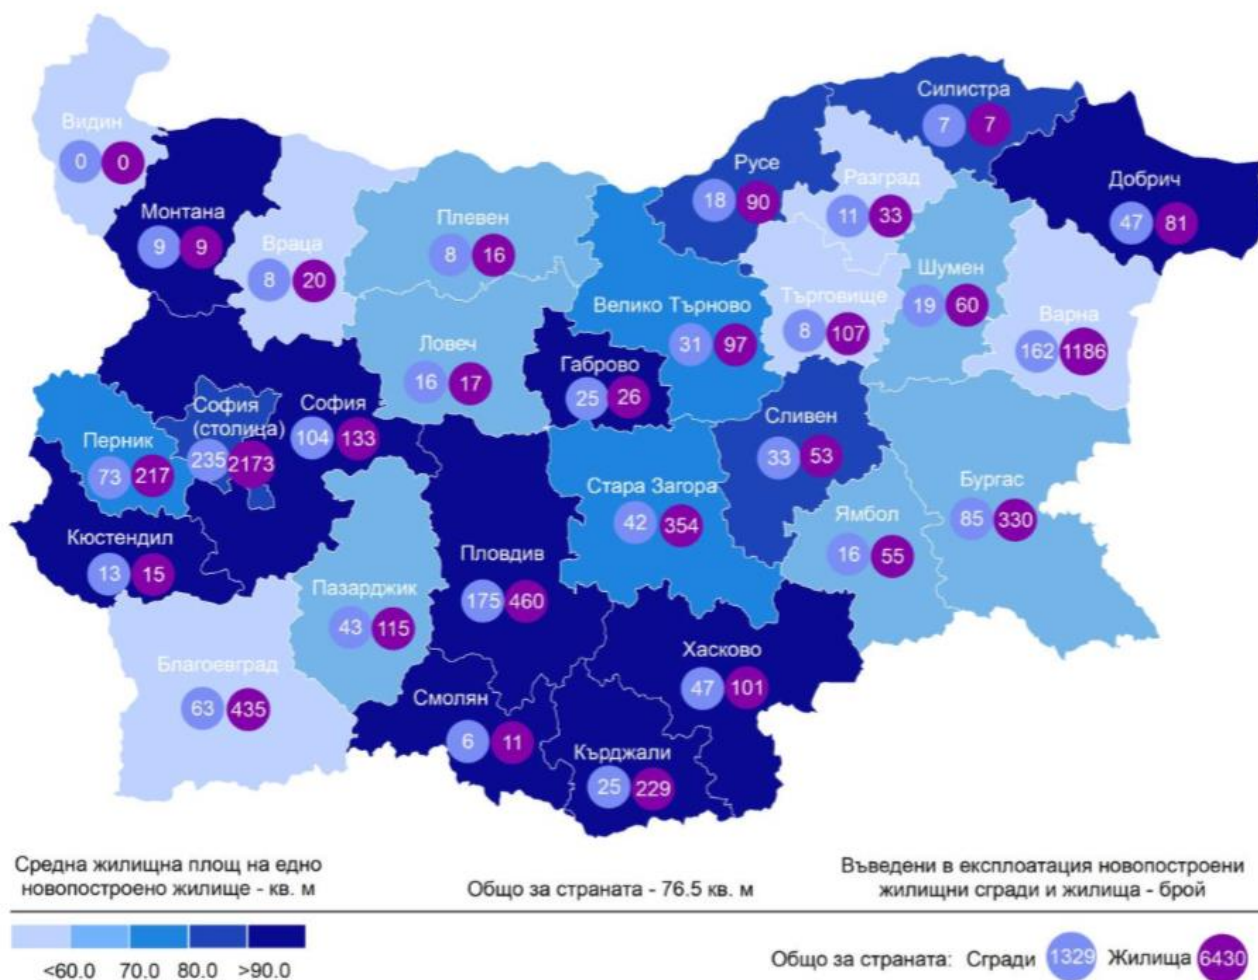 Силистра
7 7
Видин
0 0
Русе
18 90
Разград
11 33
Добрич
47 81
Монтана
9 9
Плевен
8 16
Враца
8 20
Шумен
19 60
Велико Търново
31 97
Търговище
8 107
Варна
162 1186
Ловеч
16 17
Габрово
25 26
София
(столица)
235 2173
София
104 133
Сливен
33 53
Перник
73 217
Стара Загора
42 354
Бургас
85 330
Ямбол
16 55
Кюстендил
13 15
Пловдив
175 460
Пазарджик
43 115
Хасково
47 101
Благоевград
63 435
Смолян
6 11
Кърджали
25 229
Средна жилищна площ на едно
новопостроено жилище - кв. м
Общо за страната - 76.5 кв. м
Въведени в експлоатация новопостроени
жилищни сгради и жилища - брой
<60.0 70.0 80.0 >90.0
Общо за страната: Сгради 1329 Жилища 6430